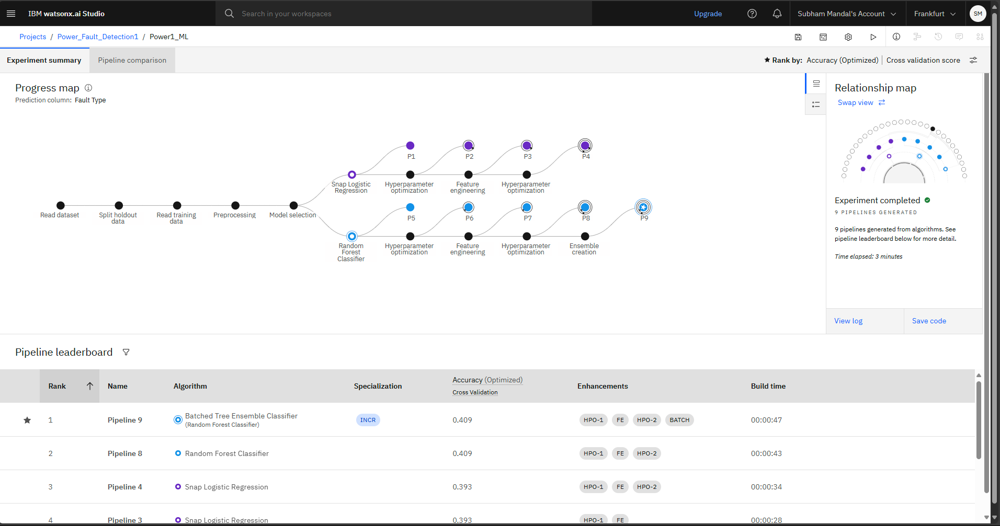 IBM watsonx.ai Studio
Search in your workspaces
Upgrade
Subham Mandal's Account
Frankfurt
SM
Projects / Power_Fault_Detection1 / Power1_ML
Experiment summary
Pipeline comparison
Rank by: Accuracy (Optimized) | Cross validation score
Progress map
Prediction column: Fault Type
P1
P2
P3
P4
Snap Logistic
Regression
Hyperparameter
optimization
Feature
engineering
Hyperparameter
optimization
Read dataset
Split holdout
data
Read training
data
Preprocessing
Model selection
P5
P6
P7
P8
P9
Random
Forest
Classifier
Hyperparameter
optimization
Feature
engineering
Hyperparameter
optimization
Ensemble
creation
Relationship map
Swap view
Experiment completed
9 PIPELINES GENERATED
9 pipelines generated from algorithms. See
pipeline leaderboard below for more detail.
Time elapsed: 3 minutes
View log
Save code
Pipeline leaderboard
Rank
Name
Algorithm
Specialization
Accuracy (Optimized)
Cross Validation
Enhancements
Build time
1
Pipeline 9
Batched Tree Ensemble Classifier
(Random Forest Classifier)
INCR
0.409
HPO-1
FE
HPO-2
BATCH
00:00:47
2
Pipeline 8
Random Forest Classifier
0.409
HPO-1
FE
HPO-2
00:00:43
3
Pipeline 4
Snap Logistic Regression
0.393
HPO-1
FE
HPO-2
00:00:34
4
Pipeline 3
Snap Logistic Regression
0.393
HPO-1
FE
00:00:28